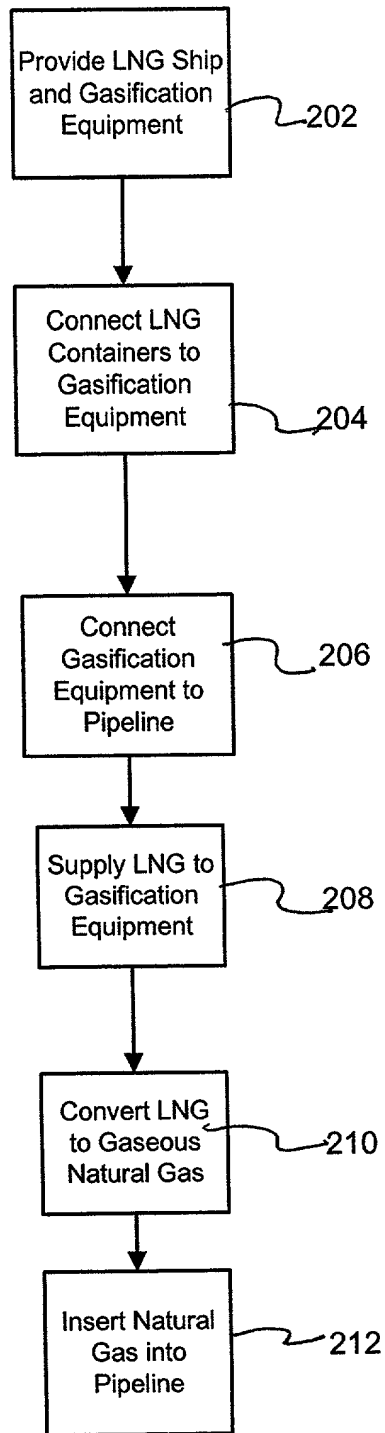 Provide LNG Ship
and Gasification
Equipment
202
Connect LNG
Containers to
Gasification
Equipment
204
Connect
Gasification
Equipment to
Pipeline
206
Supply LNG to
Gasification
Equipment
208
Convert LNG
to Gaseous
Natural Gas
210
Insert Natural
Gas into
Pipeline
212